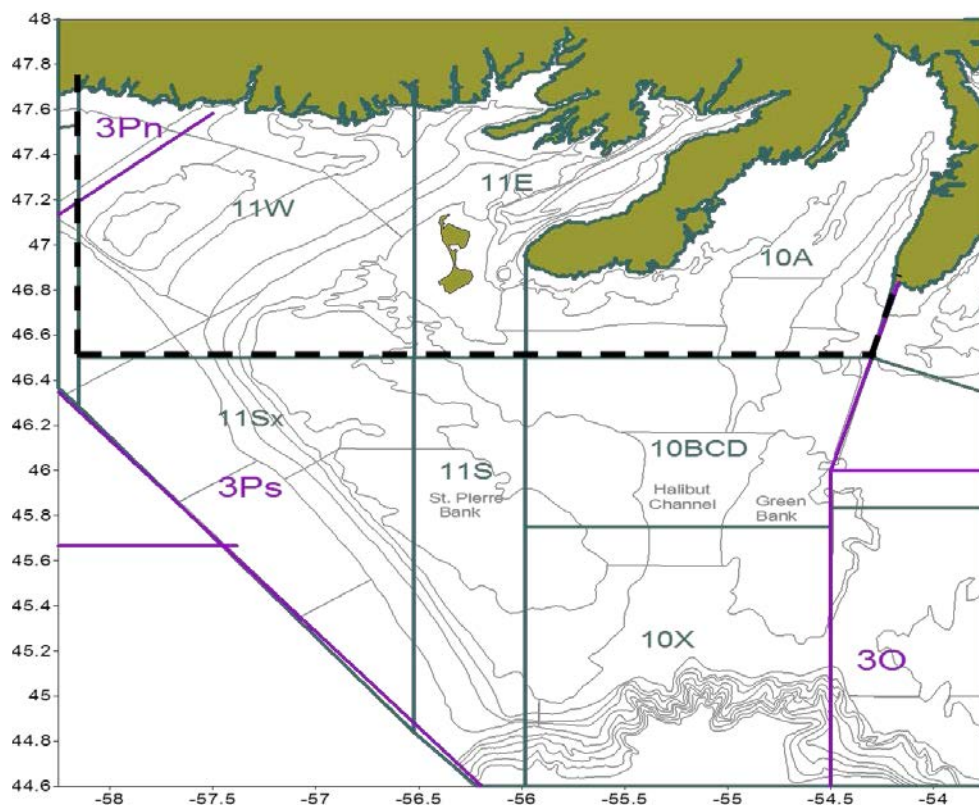 48
47.8
47.6
3Pn
47.4
47.2
11W
11E
47
10A
46.8
46.6
46.4
11Sx
46.2
10BCD
46
3Ps
11S
St. Pierre
Bank
Halibut
Channel
Green
Bank
45.8
45.6
45.4
45.2
10X
3O
45
44.8
44.6
-58 -57.5 -57 -56.5 -56 -55.5 -55 -54.5 -54